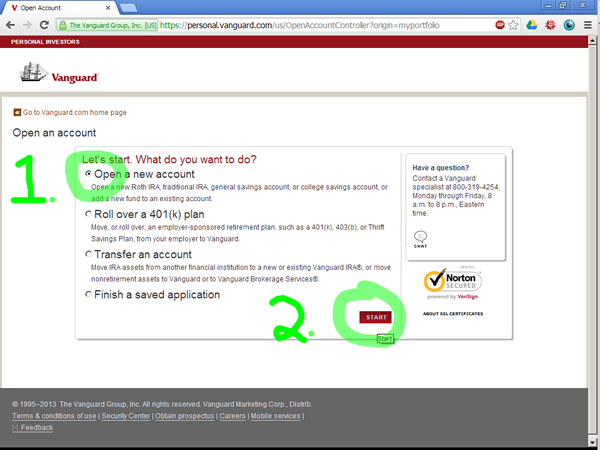 Open Account
The Vanguard Group, Inc. [US]
https://personal.vanguard.com/us/OpenAccountController?origin=myportfolio
PERSONAL INVESTORS
Vanguard
Go to Vanguard.com home page
Open an account
1.
Let's start. What do you want to do?
Open a new account
Open a new Roth IRA, traditional IRA, general savings account, or college savings account, or
add a new fund to an existing account.
Roll over a 401(k) plan
Move, or roll over, an employer-sponsored retirement plan, such as a 401(k), 403(b), or Thrift
Savings Plan, from your employer to Vanguard.
Transfer an account
Move IRA assets from another financial institution to a new or existing Vanguard IRA®, or move
nonretirement assets to Vanguard or to Vanguard Brokerage Services®.
Finish a saved application
2.
START
Start
Have a question?
Contact a Vanguard
specialist at 800-319-4254,
Monday through Friday, 8
a.m. to 8 p.m., Eastern
time.
CHAT
Norton
SECURED
powered by VeriSign
ABOUT SSL CERTIFICATES
© 1995–2013 The Vanguard Group, Inc. All rights reserved. Vanguard Marketing Corp., Distrib.
Terms & conditions of use | Security Center | Obtain prospectus | Careers | Mobile services |
[-] Feedback